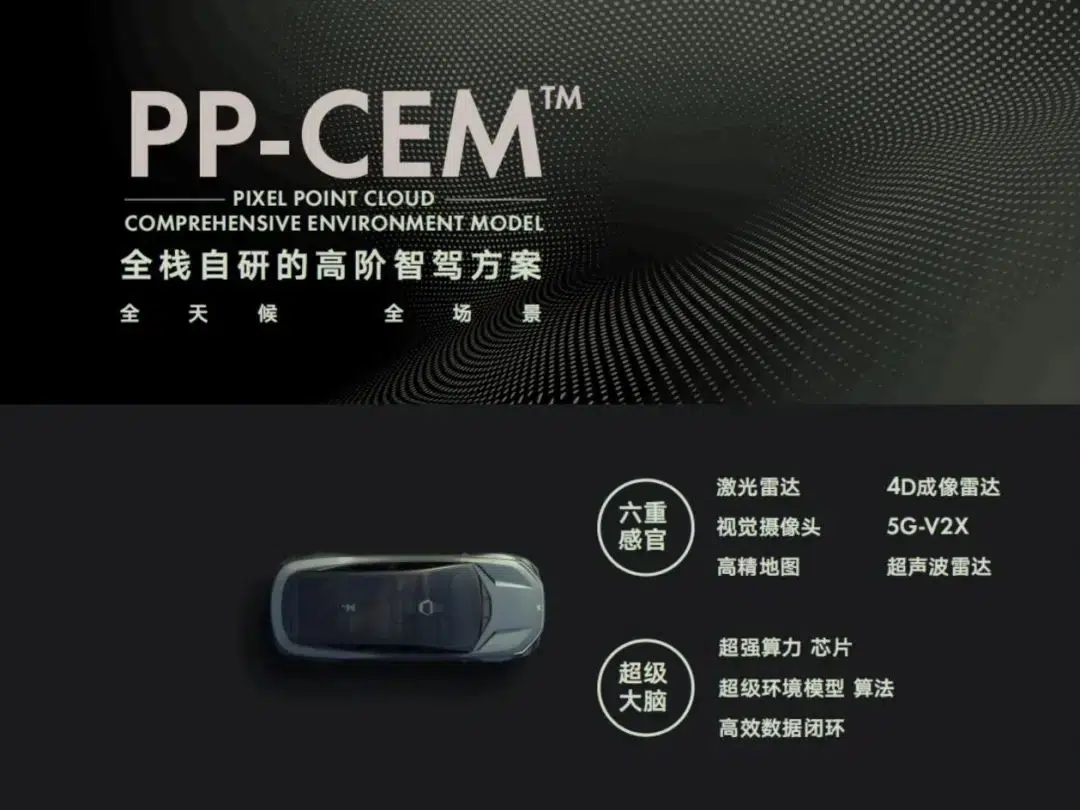 PP-CEM™
PIXEL POINT CLOUD
COMPREHENSIVE ENVIRONMENT MODEL
全栈自研的高阶智驾方案
全天候 全场景
六重
感官
激光雷达 4D成像雷达
视觉摄像头 5G-V2X
高精地图 超声波雷达
超级
大脑
超强算力 芯片
超级环境模型 算法
高效数据闭环